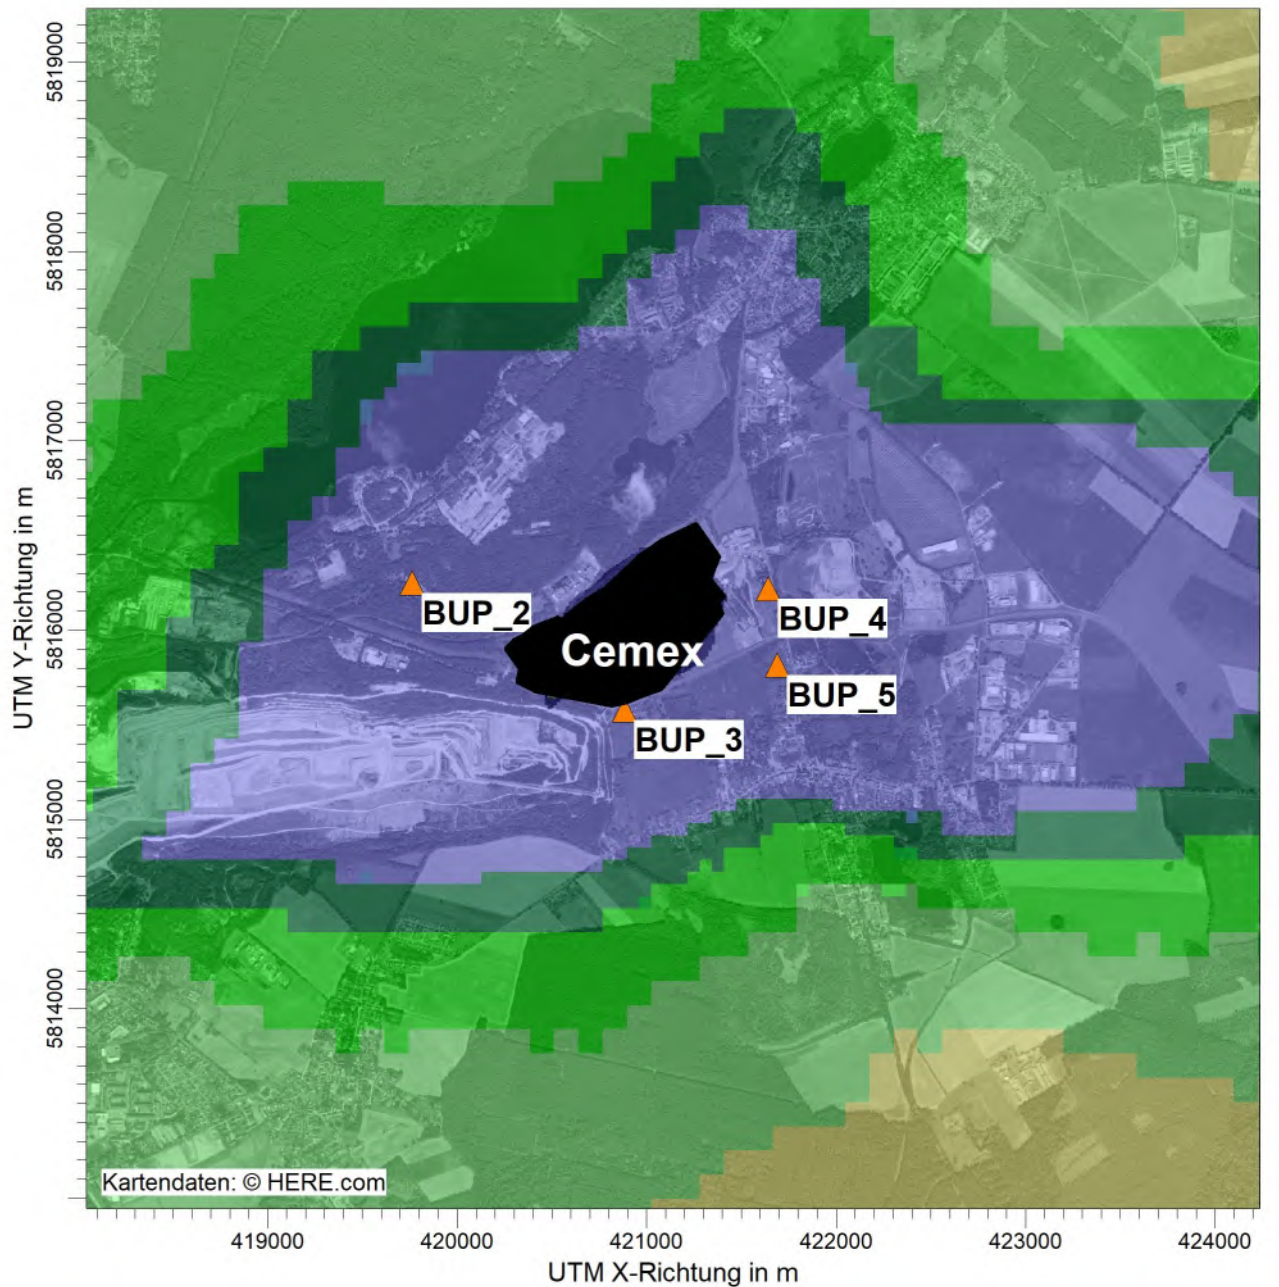 5819000
5818000
5817000
5816000
5815000
5814000
UTM Y-Richtung in m
BUP_2
BUP_4
Cemex
BUP_5
BUP_3
Kartendaten: © HERE.com
419000
420000
421000
422000
423000
424000
UTM X-Richtung in m